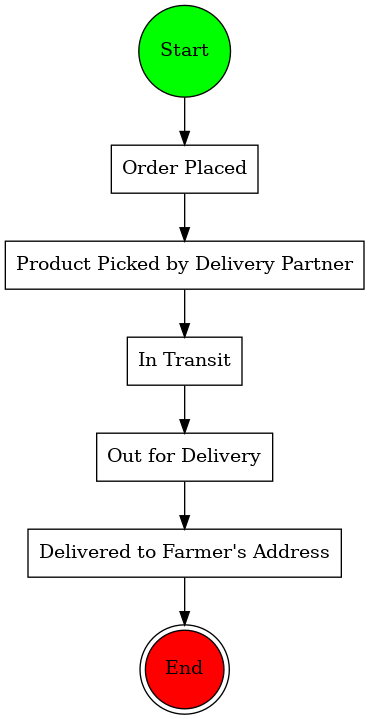 Start
Order Placed
Product Picked by Delivery Partner
In Transit
Out for Delivery
Delivered to Farmer's Address
End